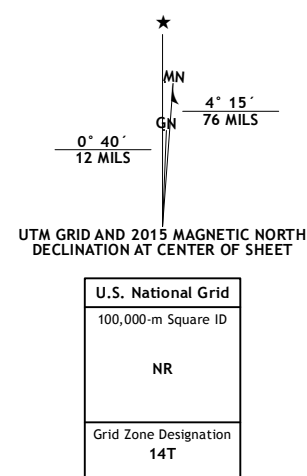 MN
4° 15´
76 MILS
GN
0° 40´
12 MILS
UTM GRID AND 2015 MAGNETIC NORTH
DECLINATION AT CENTER OF SHEET
U.S. National Grid
100,000-m Square ID
NR
Grid Zone Designation
14T